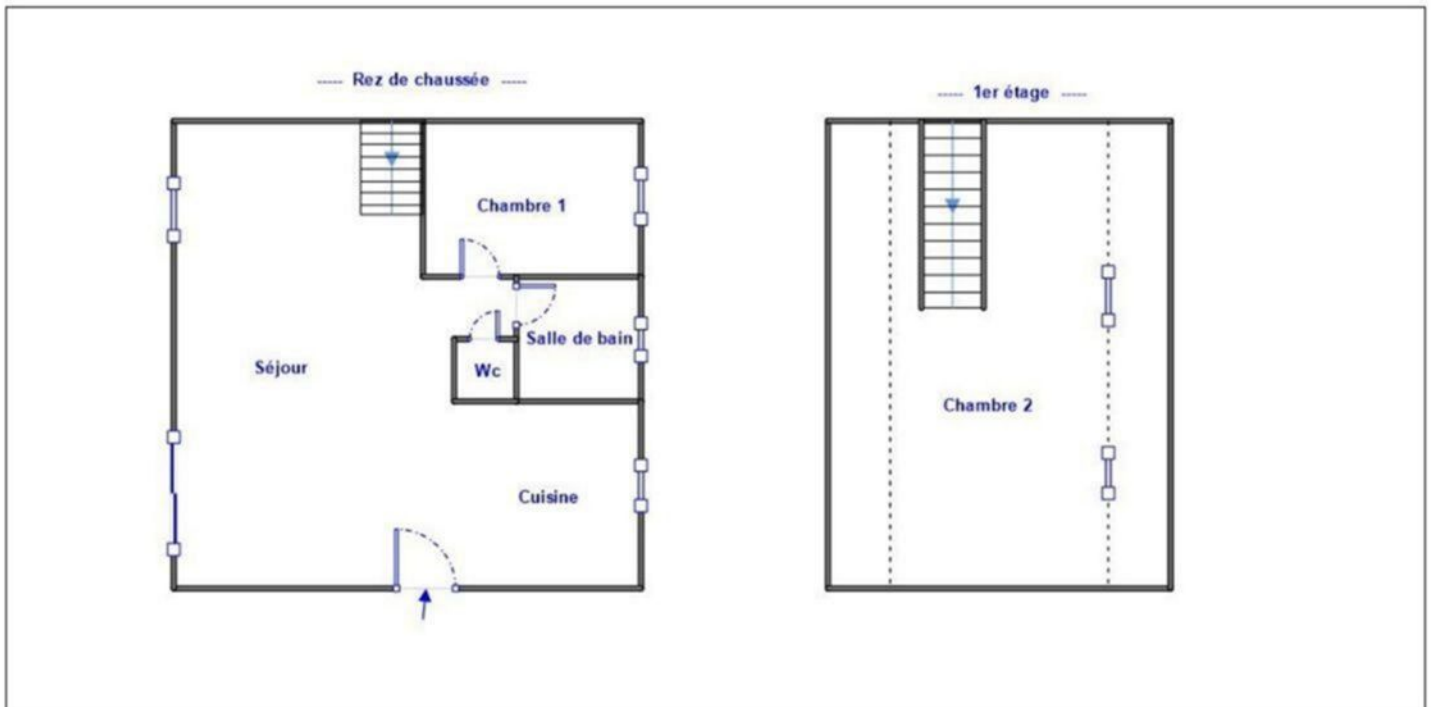 ----- Rez de chaussée -----
----- 1er étage -----
Chambre 1
Salle de bain
Séjour
Wc
Chambre 2
Cuisine